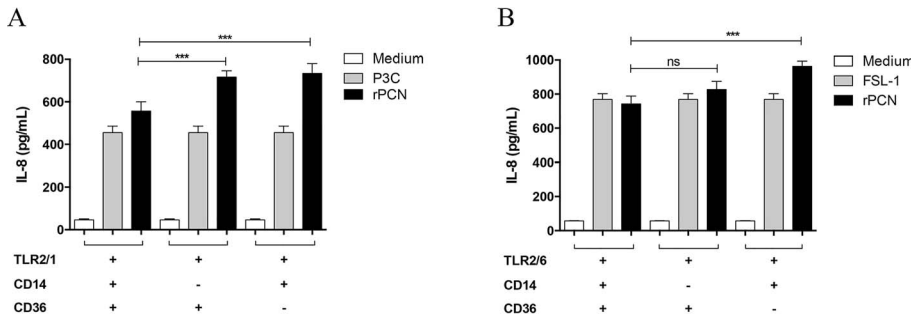 A
***
***
Medium
P3C
rPCN
800
600
400
200
0
IL-8 (pg/mL)
TLR2/1 + + +
CD14 + - +
CD36 + + -
B
***
ns
Medium
FSL-1
rPCN
1000
800
600
400
200
0
IL-8 (pg/mL)
TLR2/6 + + +
CD14 + - +
CD36 + + -